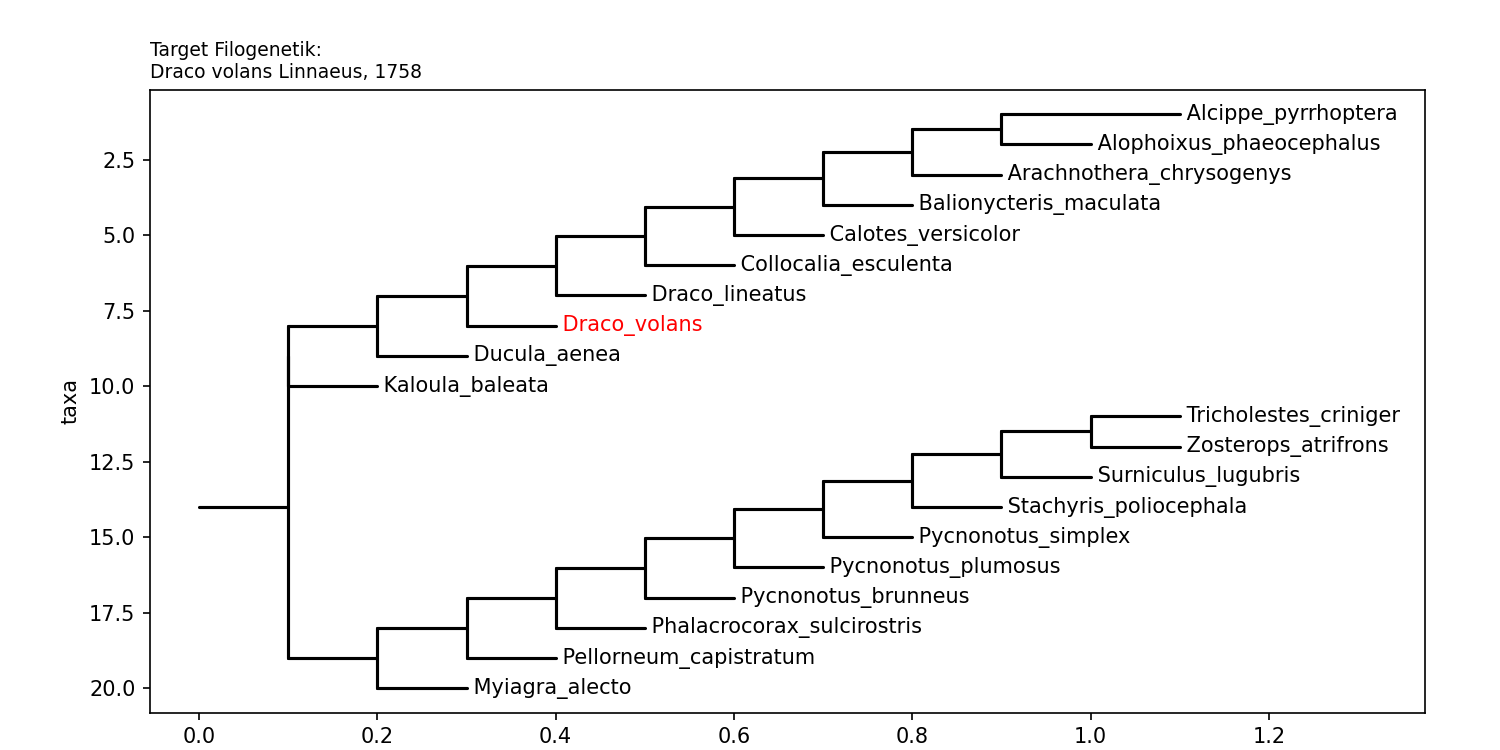 Target Filogenetik:
Draco volans Linnaeus, 1758
Alcippe_pyrrhoptera
Alophoixus_phaeocephalus
2.5
Arachnothera_chrysogenys
Balionycteris_maculata
5.0
Calotes_versicolor
Collocalia_esculenta
7.5
Draco_lineatus
Draco_volans
Ducula_aenea
10.0
Kaloula_baleata
taxa
Tricholestes_criniger
Zosterops_atrifrons
12.5
Surniculus_lugubris
Stachyris_poliocephala
15.0
Pycnonotus_simplex
Pycnonotus_plumosus
Pycnonotus_brunneus
17.5
Phalacrocorax_sulcirostris
Pellorneum_capistratum
20.0
Myiagra_alecto
0.0 0.2 0.4 0.6 0.8 1.0 1.2